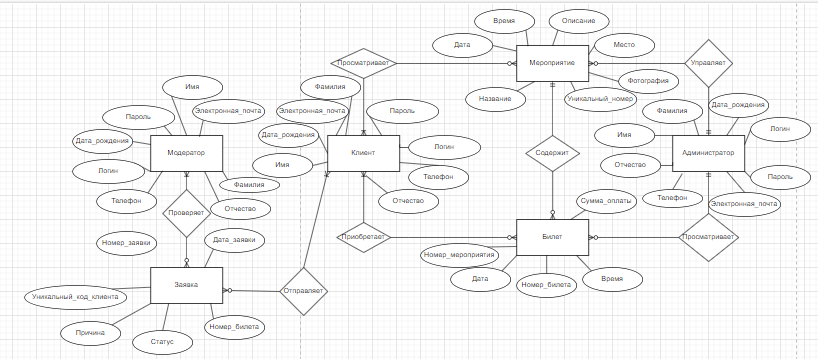 Время
Описание
Дата
Место
Мероприятие
Просматривает
Управляет
Фотография
Имя
Фамилия
Название
Уникальный_номер
Электронная_почта
Электронная_почта
Пароль
Фамилия
Дата_рождения
Пароль
Дата_рождения
Дата_рождения
Имя
Логин
Модератор
Клиент
Логин
Содержит
Администратор
Логин
Имя
Отчество
Телефон
Пароль
Фамилия
Телефон
Отчество
Отчество
Сумма_оплаты
Телефон
Электронная_почта
Проверяет
Номер_заявки
Дата_заявки
Приобретает
Билет
Просматривает
Номер_мероприятия
Дата
Номер_билета
Время
Заявка
Отправляет
Уникальный_код_клиента
Причина
Статус
Номер_билета